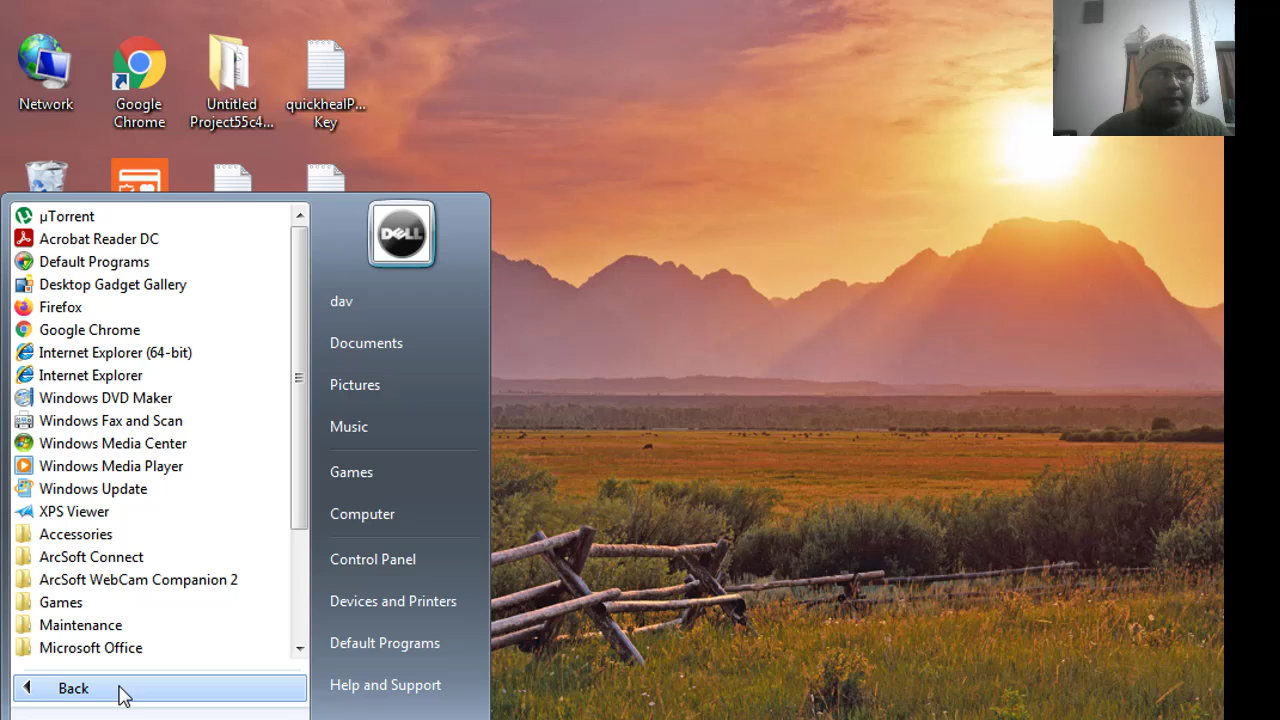 Network
Google
Chrome
Untitled
Project55c4...
quickhealP...
Key
µTorrent
Acrobat Reader DC
Default Programs
Desktop Gadget Gallery
Firefox
Google Chrome
Internet Explorer (64-bit)
Internet Explorer
Windows DVD Maker
Windows Fax and Scan
Windows Media Center
Windows Media Player
Windows Update
XPS Viewer
Accessories
ArcSoft Connect
ArcSoft WebCam Companion 2
Games
Maintenance
Microsoft Office
Back
DELL
dav
Documents
Pictures
Music
Games
Computer
Control Panel
Devices and Printers
Default Programs
Help and Support